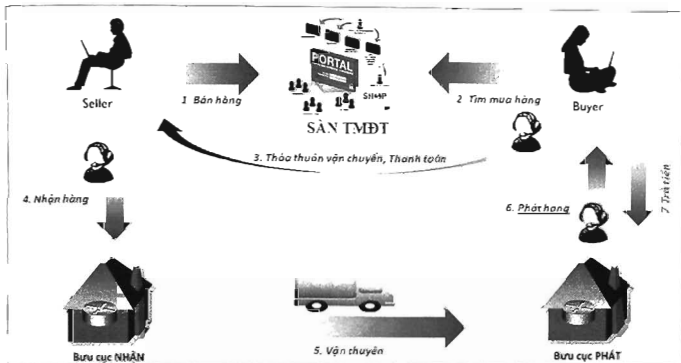 PORTAL
SHOP
Seller
1 Bán hàng
SÀN TMĐT
2 Tìm mua hàng
Buyer
3. Thỏa thuận vận chuyển, Thanh toán
4. Nhận hàng
6. Phát hàng
7 Trả tiền
5. Vận chuyển
Bưu cục NHẬN
Bưu cục PHÁT